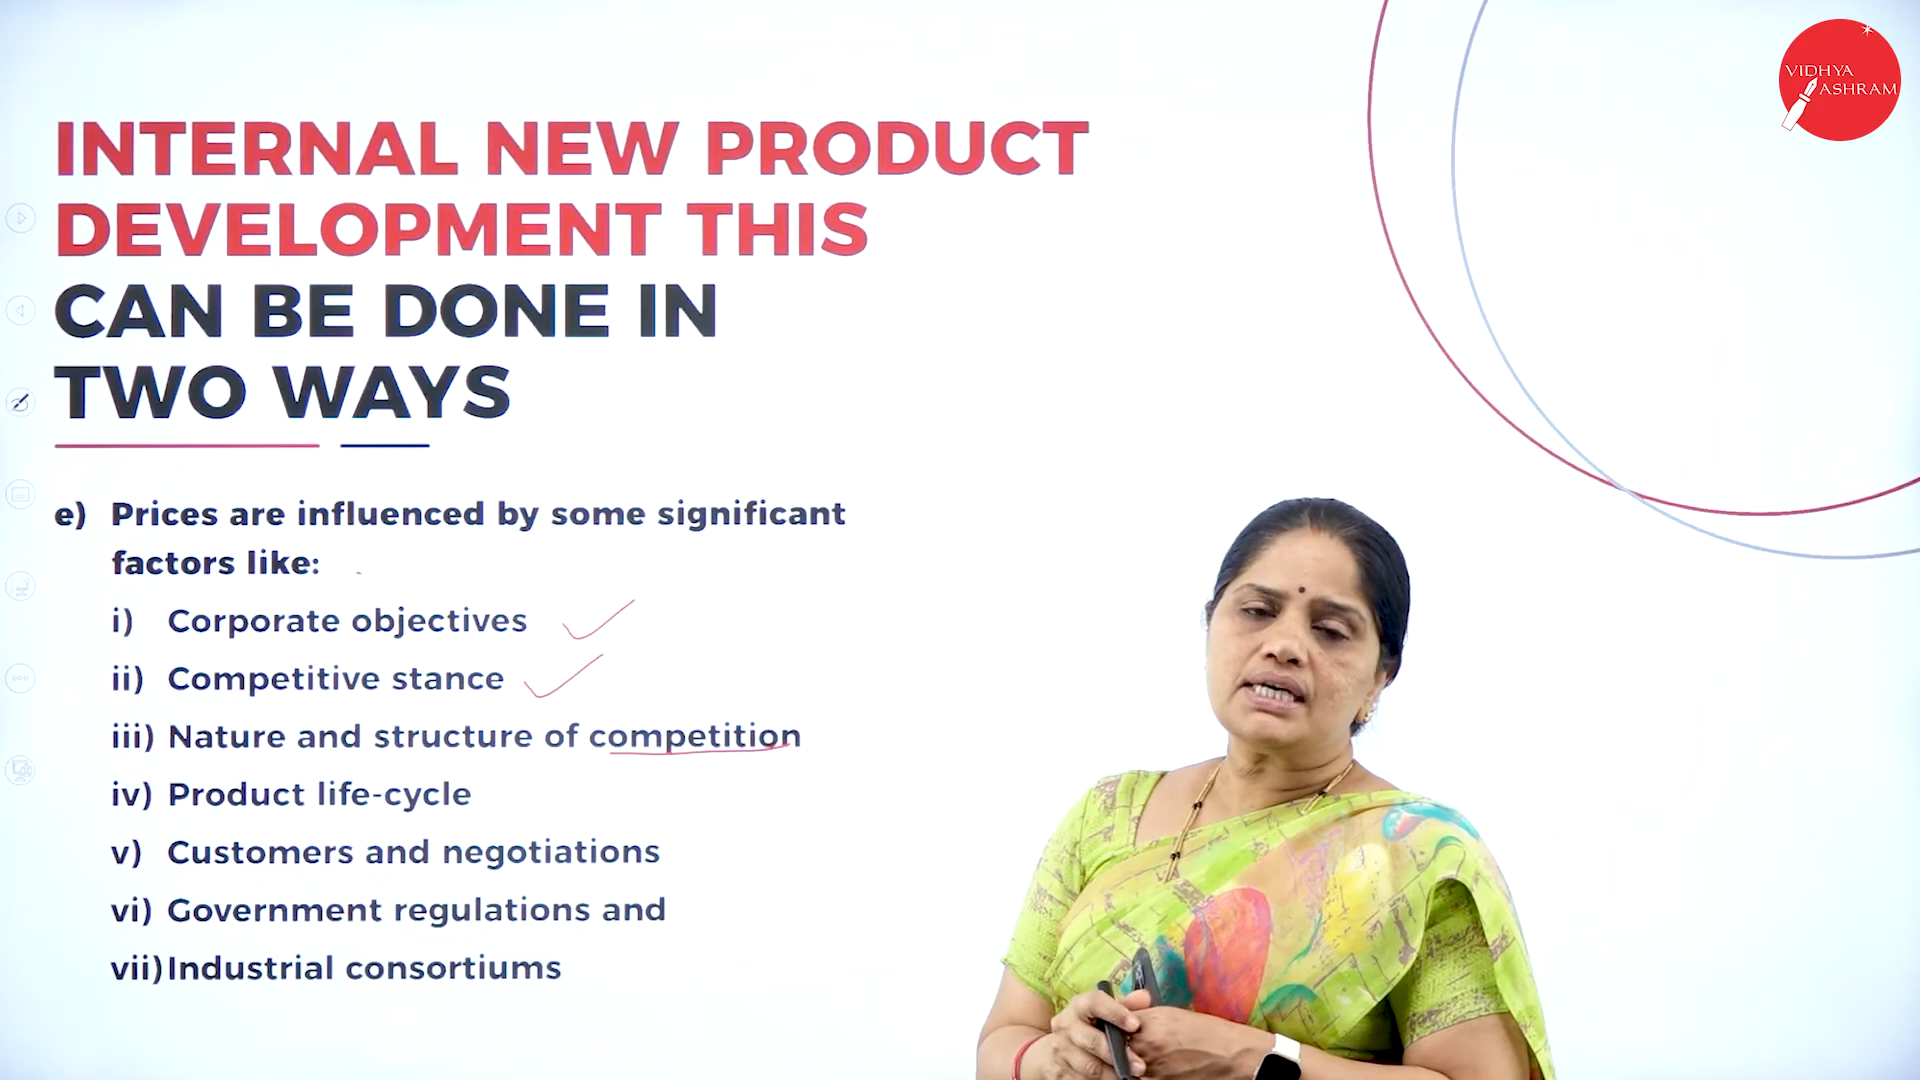 VIDHYA
ASHRAM
INTERNAL NEW PRODUCT
DEVELOPMENT THIS
CAN BE DONE IN
TWO WAYS
e) Prices are influenced by some significant
factors like:
i) Corporate objectives
ii) Competitive stance
iii) Nature and structure of competition
iv) Product life-cycle
v) Customers and negotiations
vi) Government regulations and
vii) Industrial consortiums